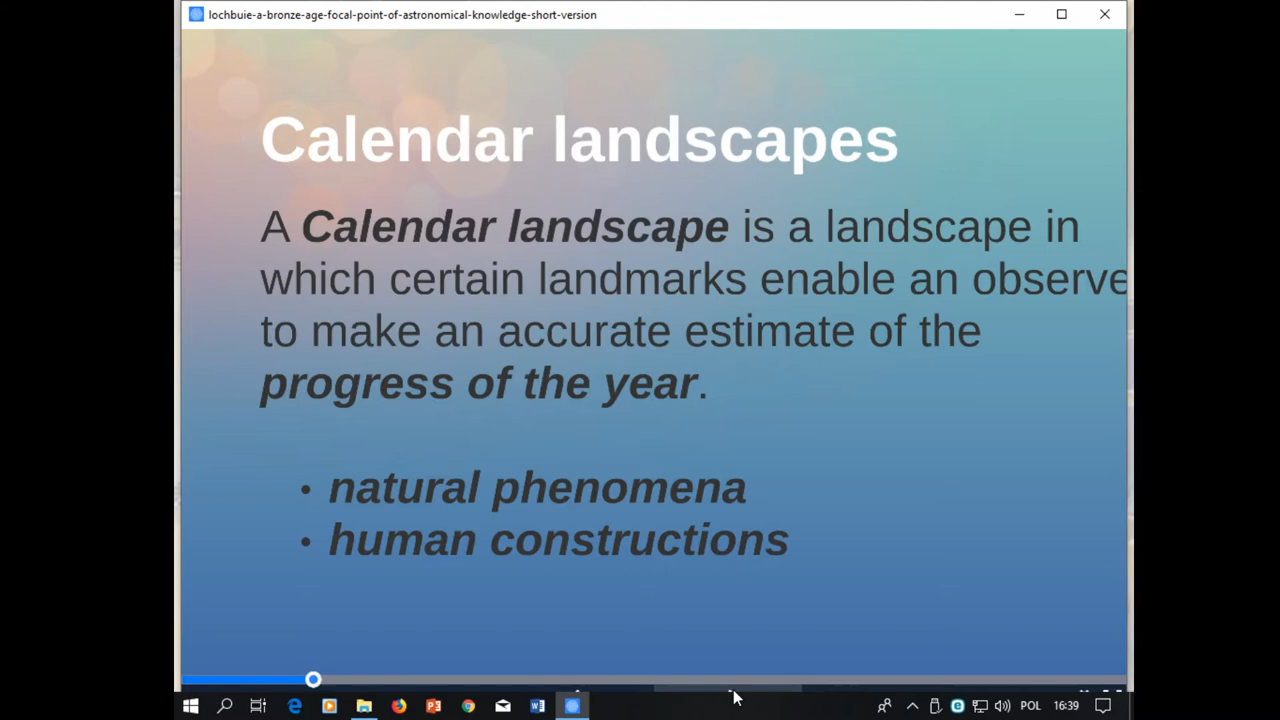 lochbuie-a-bronze-age-focal-point-of-astronomical-knowledge-short-version
Calendar landscapes
A Calendar landscape is a landscape in
which certain landmarks enable an observe
to make an accurate estimate of the
progress of the year.
• natural phenomena
• human constructions
POL 16:39